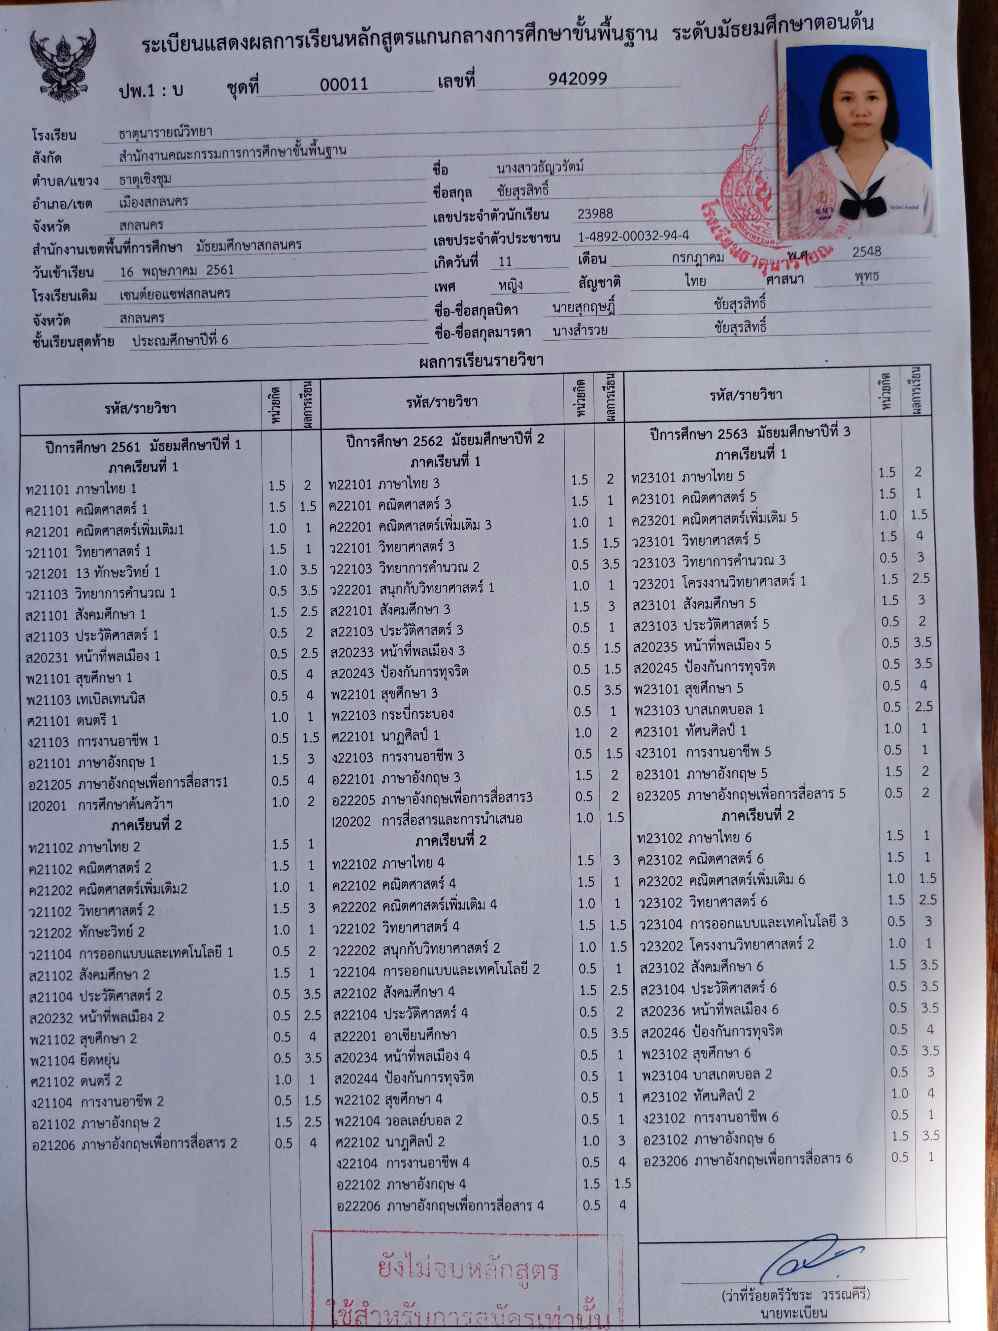 ระเบียนแสดงผลการเรียนหลักสูตรแกนกลางการศึกษาขั้นพื้นฐาน ระดับมัธยมศึกษาตอนต้น
ปพ.1 : บ ชุดที่ 00011 เลขที่ 942099
โรงเรียน ธาตุนารายณ์วิทยา
สังกัด สำนักงานคณะกรรมการการศึกษาขั้นพื้นฐาน
ตำบล/แขวง ธาตุเชิงชุม
อำเภอ/เขต เมืองสกลนคร
จังหวัด สกลนคร
สำนักงานเขตพื้นที่การศึกษา มัธยมศึกษาสกลนคร
วันเข้าเรียน 16 พฤษภาคม 2561
โรงเรียนเดิม เซนต์ยอแซฟสกลนคร
จังหวัด สกลนคร
ชั้นเรียนสุดท้าย ประถมศึกษาปีที่ 6
ชื่อ นางสาวธัญวรัตม์
ชื่อสกุล ชัยสุรสิทธิ์
เลขประจำตัวนักเรียน 23988
เลขประจำตัวประชาชน 1-4892-00032-94-4
เกิดวันที่ 11 เดือน กรกฎาคม พ.ศ. 2548
เพศ หญิง สัญชาติ ไทย ศาสนา พุทธ
ชื่อ-ชื่อสกุลบิดา นายสุกฤษฎิ์ ชัยสุรสิทธิ์
ชื่อ-ชื่อสกุลมารดา นางสำรวย ชัยสุรสิทธิ์
ผลการเรียนรายวิชา
รหัส/รายวิชา หน่วยกิต ผลการเรียน
ปีการศึกษา 2561 มัธยมศึกษาปีที่ 1
ภาคเรียนที่ 1
ท21101 ภาษาไทย 1 1.5 2
ค21101 คณิตศาสตร์ 1 1.5 1.5
ค21201 คณิตศาสตร์เพิ่มเติม1 1.0 1
ว21101 วิทยาศาสตร์ 1 1.5 1
ว21201 13 ทักษะวิทย์ 1 1.0 3.5
ว21103 วิทยาการคำนวณ 1 0.5 3.5
ส21101 สังคมศึกษา 1 1.5 2.5
ส21103 ประวัติศาสตร์ 1 0.5 2
ส20231 หน้าที่พลเมือง 1 0.5 2.5
พ21101 สุขศึกษา 1 0.5 4
พ21103 เทเบิลเทนนิส 0.5 4
ศ21101 ดนตรี 1 1.0 1
ง21103 การงานอาชีพ 1 0.5 1.5
อ21101 ภาษาอังกฤษ 1 1.5 3
อ21205 ภาษาอังกฤษเพื่อการสื่อสาร1 0.5 4
I20201 การศึกษาค้นคว้าฯ 1.0 2
ภาคเรียนที่ 2
ท21102 ภาษาไทย 2 1.5 1
ค21102 คณิตศาสตร์ 2 1.5 1
ค21202 คณิตศาสตร์เพิ่มเติม2 1.0 1
ว21102 วิทยาศาสตร์ 2 1.5 3
ว21202 ทักษะวิทย์ 2 1.0 1
ว21104 การออกแบบและเทคโนโลยี 1 0.5 2
ส21102 สังคมศึกษา 2 1.5 1
ส21104 ประวัติศาสตร์ 2 0.5 3.5
ส20232 หน้าที่พลเมือง 2 0.5 2.5
พ21102 สุขศึกษา 2 0.5 4
พ21104 ยืดหยุ่น 0.5 3.5
ศ21102 ดนตรี 2 1.0 1
ง21104 การงานอาชีพ 2 0.5 1.5
อ21102 ภาษาอังกฤษ 2 1.5 2.5
อ21206 ภาษาอังกฤษเพื่อการสื่อสาร 2 0.5 4
รหัส/รายวิชา หน่วยกิต ผลการเรียน
ปีการศึกษา 2562 มัธยมศึกษาปีที่ 2
ภาคเรียนที่ 1
ท22101 ภาษาไทย 3 1.5 2
ค22101 คณิตศาสตร์ 3 1.5 1
ค22201 คณิตศาสตร์เพิ่มเติม 3 1.0 1
ว22101 วิทยาศาสตร์ 3 1.5 1.5
ว22103 วิทยาการคำนวณ 2 0.5 3.5
ว22201 สนุกกับวิทยาศาสตร์ 1 1.0 1
ส22101 สังคมศึกษา 3 1.5 3
ส22103 ประวัติศาสตร์ 3 0.5 1
ส20233 หน้าที่พลเมือง 3 0.5 1.5
ส20243 ป้องกันการทุจริต 0.5 1.5
พ22101 สุขศึกษา 3 0.5 3.5
พ22103 กระบี่กระบอง 0.5 1
ศ22101 นาฏศิลป์ 1 1.0 2
ง22103 การงานอาชีพ 3 0.5 1.5
อ22101 ภาษาอังกฤษ 3 1.5 2
อ22205 ภาษาอังกฤษเพื่อการสื่อสาร3 0.5 2
I20202 การสื่อสารและการนำเสนอ 1.0 1.5
ภาคเรียนที่ 2
ท22102 ภาษาไทย 4 1.5 3
ค22102 คณิตศาสตร์ 4 1.5 1
ค22202 คณิตศาสตร์เพิ่มเติม 4 1.0 1
ว22102 วิทยาศาสตร์ 4 1.5 1.5
ว22202 สนุกกับวิทยาศาสตร์ 2 1.0 1.5
ว22104 การออกแบบและเทคโนโลยี 2 0.5 1
ส22102 สังคมศึกษา 4 1.5 2.5
ส22104 ประวัติศาสตร์ 4 0.5 2
ส22201 อาเซียนศึกษา 0.5 3.5
ส20234 หน้าที่พลเมือง 4 0.5 1
ส20244 ป้องกันการทุจริต 0.5 1
พ22102 สุขศึกษา 4 0.5 1
พ22104 วอลเลย์บอล 2 0.5 1
ศ22102 นาฏศิลป์ 2 1.0 3
ง22104 การงานอาชีพ 4 0.5 4
อ22102 ภาษาอังกฤษ 4 1.5 1.5
อ22206 ภาษาอังกฤษเพื่อการสื่อสาร 4 0.5 4
รหัส/รายวิชา หน่วยกิต ผลการเรียน
ปีการศึกษา 2563 มัธยมศึกษาปีที่ 3
ภาคเรียนที่ 1
ท23101 ภาษาไทย 5 1.5 2
ค23101 คณิตศาสตร์ 5 1.5 1
ค23201 คณิตศาสตร์เพิ่มเติม 5 1.0 1.5
ว23101 วิทยาศาสตร์ 5 1.5 4
ว23103 วิทยาการคำนวณ 3 0.5 3
ว23201 โครงงานวิทยาศาสตร์ 1 1.5 2.5
ส23101 สังคมศึกษา 5 1.5 3
ส23103 ประวัติศาสตร์ 5 0.5 2
ส20235 หน้าที่พลเมือง 5 0.5 3.5
ส20245 ป้องกันการทุจริต 0.5 3.5
พ23101 สุขศึกษา 5 0.5 4
พ23103 บาสเกตบอล 1 0.5 2.5
ศ23101 ทัศนศิลป์ 1 1.0 1
ง23101 การงานอาชีพ 5 0.5 1
อ23101 ภาษาอังกฤษ 5 1.5 2
อ23205 ภาษาอังกฤษเพื่อการสื่อสาร 5 0.5 2
ภาคเรียนที่ 2
ท23102 ภาษาไทย 6 1.5 1
ค23102 คณิตศาสตร์ 6 1.5 1
ค23202 คณิตศาสตร์เพิ่มเติม 6 1.0 1.5
ว23102 วิทยาศาสตร์ 6 1.5 2.5
ว23104 การออกแบบและเทคโนโลยี 3 0.5 3
ว23202 โครงงานวิทยาศาสตร์ 2 1.0 1
ส23102 สังคมศึกษา 6 1.5 3.5
ส23104 ประวัติศาสตร์ 6 0.5 3.5
ส20236 หน้าที่พลเมือง 6 0.5 3.5
ส20246 ป้องกันการทุจริต 0.5 4
พ23102 สุขศึกษา 6 0.5 3.5
พ23104 บาสเกตบอล 2 0.5 3
ศ23102 ทัศนศิลป์ 2 1.0 4
ง23102 การงานอาชีพ 6 0.5 1
อ23102 ภาษาอังกฤษ 6 1.5 3.5
อ23206 ภาษาอังกฤษเพื่อการสื่อสาร 6 0.5 1
(ว่าที่ร้อยตรีวัชระ วรรณศิริ)
นายทะเบียน
ยังไม่จบหลักสูตร
ใช้สำหรับการสมัครเท่านั้น